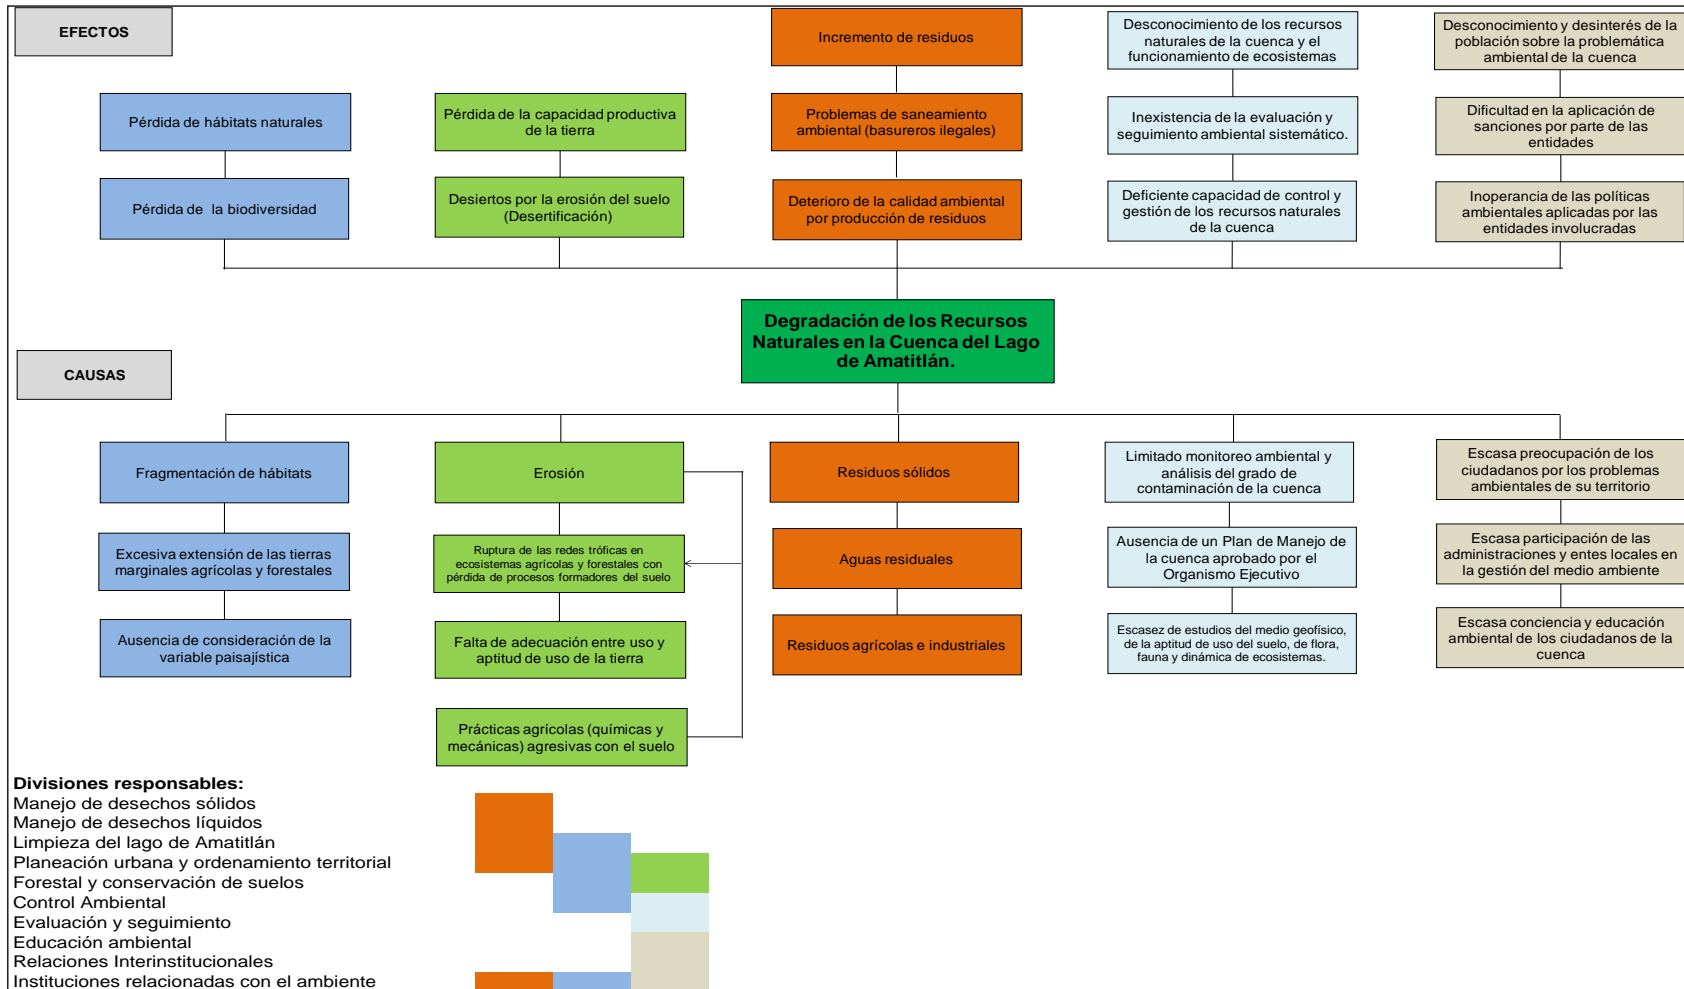 EFECTOS
Incremento de residuos
Desconocimiento de los recursos
naturales de la cuenca y el
funcionamiento de ecosistemas
Desconocimiento y desinterés de la
población sobre la problemática
ambiental de la cuenca
Pérdida de hábitats naturales
Pérdida de la capacidad productiva
de la tierra
Problemas de saneamiento
ambiental (basureros ilegales)
Inexistencia de la evaluación y
seguimiento ambiental sistemático.
Dificultad en la aplicación de
sanciones por parte de las
entidades
Pérdida de la biodiversidad
Desiertos por la erosión del suelo
(Desertificación)
Deterioro de la calidad ambiental
por producción de residuos
Deficiente capacidad de control y
gestión de los recursos naturales
de la cuenca
Inoperancia de las políticas
ambientales aplicadas por las
entidades involucradas
Degradación de los Recursos
Naturales en la Cuenca del Lago
de Amatitlán.
CAUSAS
Fragmentación de hábitats
Erosión
Residuos sólidos
Limitado monitoreo ambiental y
análisis del grado de
contaminación de la cuenca
Escasa preocupación de los
ciudadanos por los problemas
ambientales de su territorio
Excesiva extensión de las tierras
marginales agrícolas y forestales
Ruptura de las redes tróficas en
ecosistemas agrícolas y forestales con
pérdida de procesos formadores del suelo
Aguas residuales
Ausencia de un Plan de Manejo de
la cuenca aprobado por el
Organismo Ejecutivo
Escasa participación de las
administraciones y entes locales en
la gestión del medio ambiente
Ausencia de consideración de la
variable paisajística
Falta de adecuación entre uso y
aptitud de uso de la tierra
Residuos agrícolas e industriales
Escasez de estudios del medio geofísico,
de la aptitud de uso del suelo, de flora,
fauna y dinámica de ecosistemas.
Escasa conciencia y educación
ambiental de los ciudadanos de la
cuenca
Prácticas agrícolas (químicas y
mecánicas) agresivas con el suelo
Divisiones responsables:
Manejo de desechos sólidos
Manejo de desechos líquidos
Limpieza del lago de Amatitlán
Planeación urbana y ordenamiento territorial
Forestal y conservación de suelos
Control Ambiental
Evaluación y seguimiento
Educación ambiental
Relaciones Interinstitucionales
Instituciones relacionadas con el ambiente